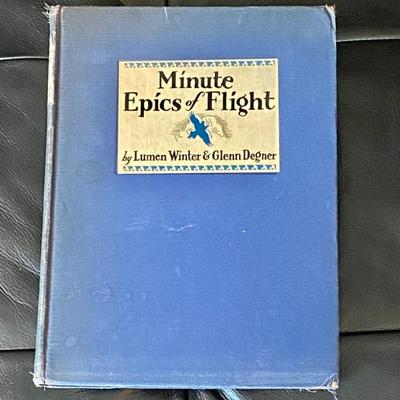 Minute
Epics of Flight
by Lumen Winter & Glenn Degner